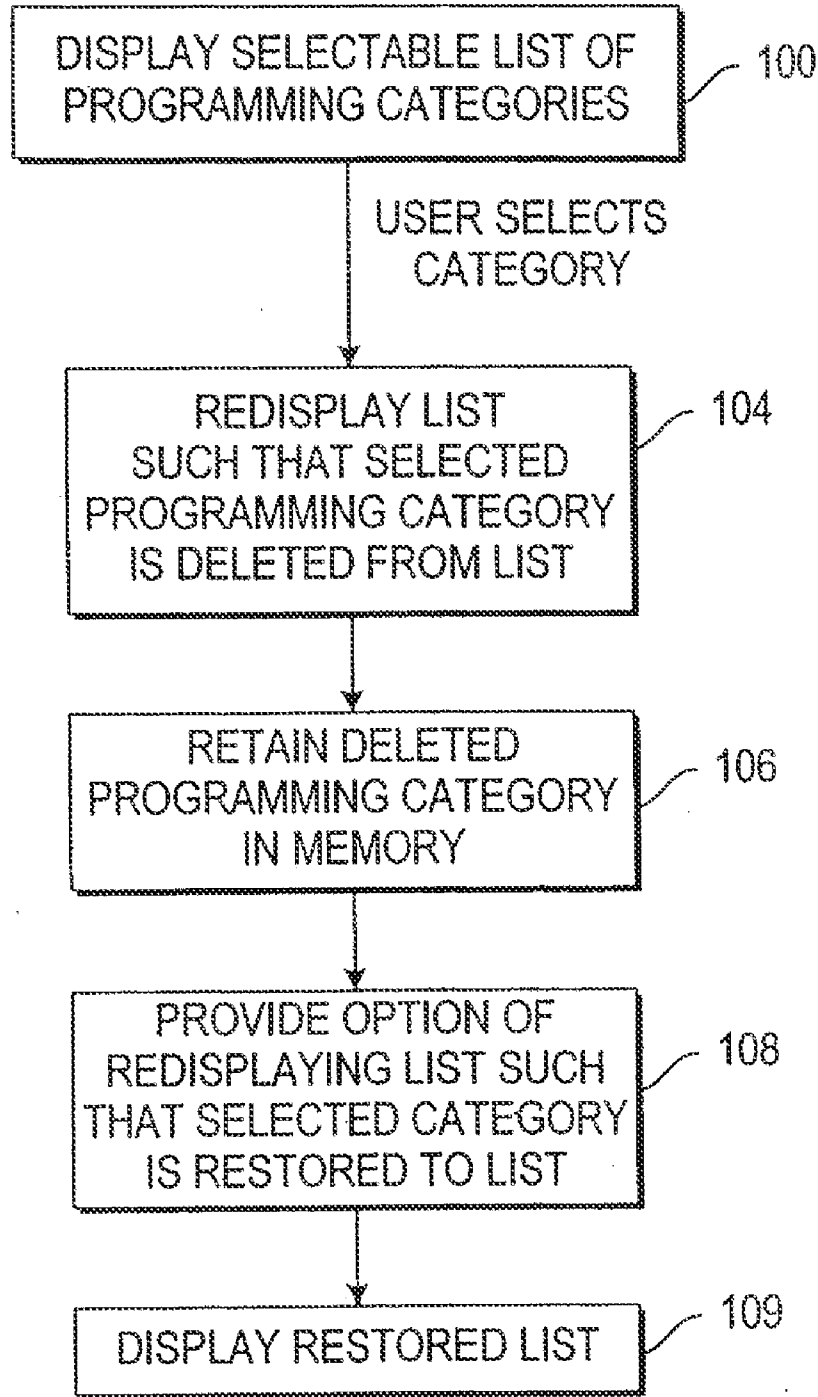 DISPLAY SELECTABLE LIST OF
PROGRAMMING CATEGORIES
100
USER SELECTS
CATEGORY
REDISPLAY LIST
SUCH THAT SELECTED
PROGRAMMING CATEGORY
IS DELETED FROM LIST
104
RETAIN DELETED
PROGRAMMING CATEGORY
IN MEMORY
106
PROVIDE OPTION OF
REDISPLAYING LIST SUCH
THAT SELECTED CATEGORY
IS RESTORED TO LIST
108
DISPLAY RESTORED LIST
109